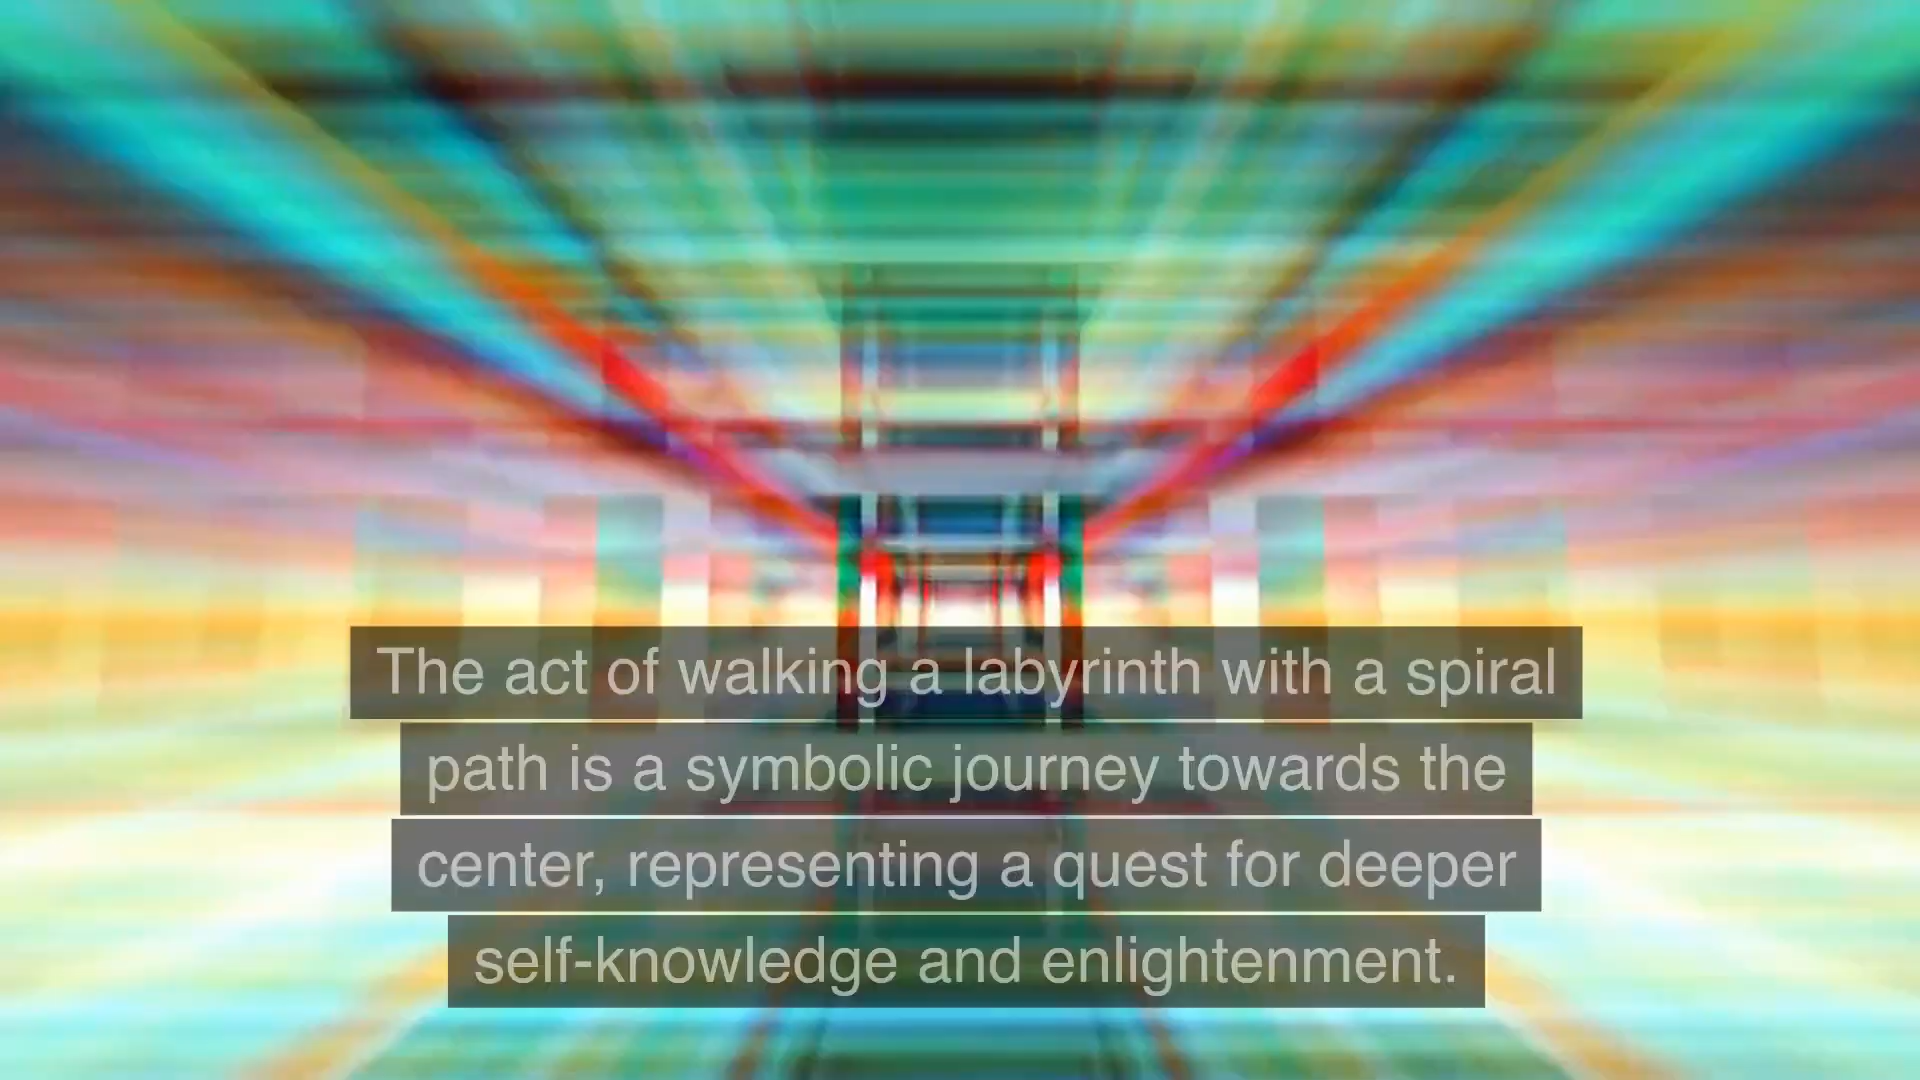 The act of walking a labyrinth with a spiral
path is a symbolic journey towards the
center, representing a quest for deeper
self-knowledge and enlightenment.